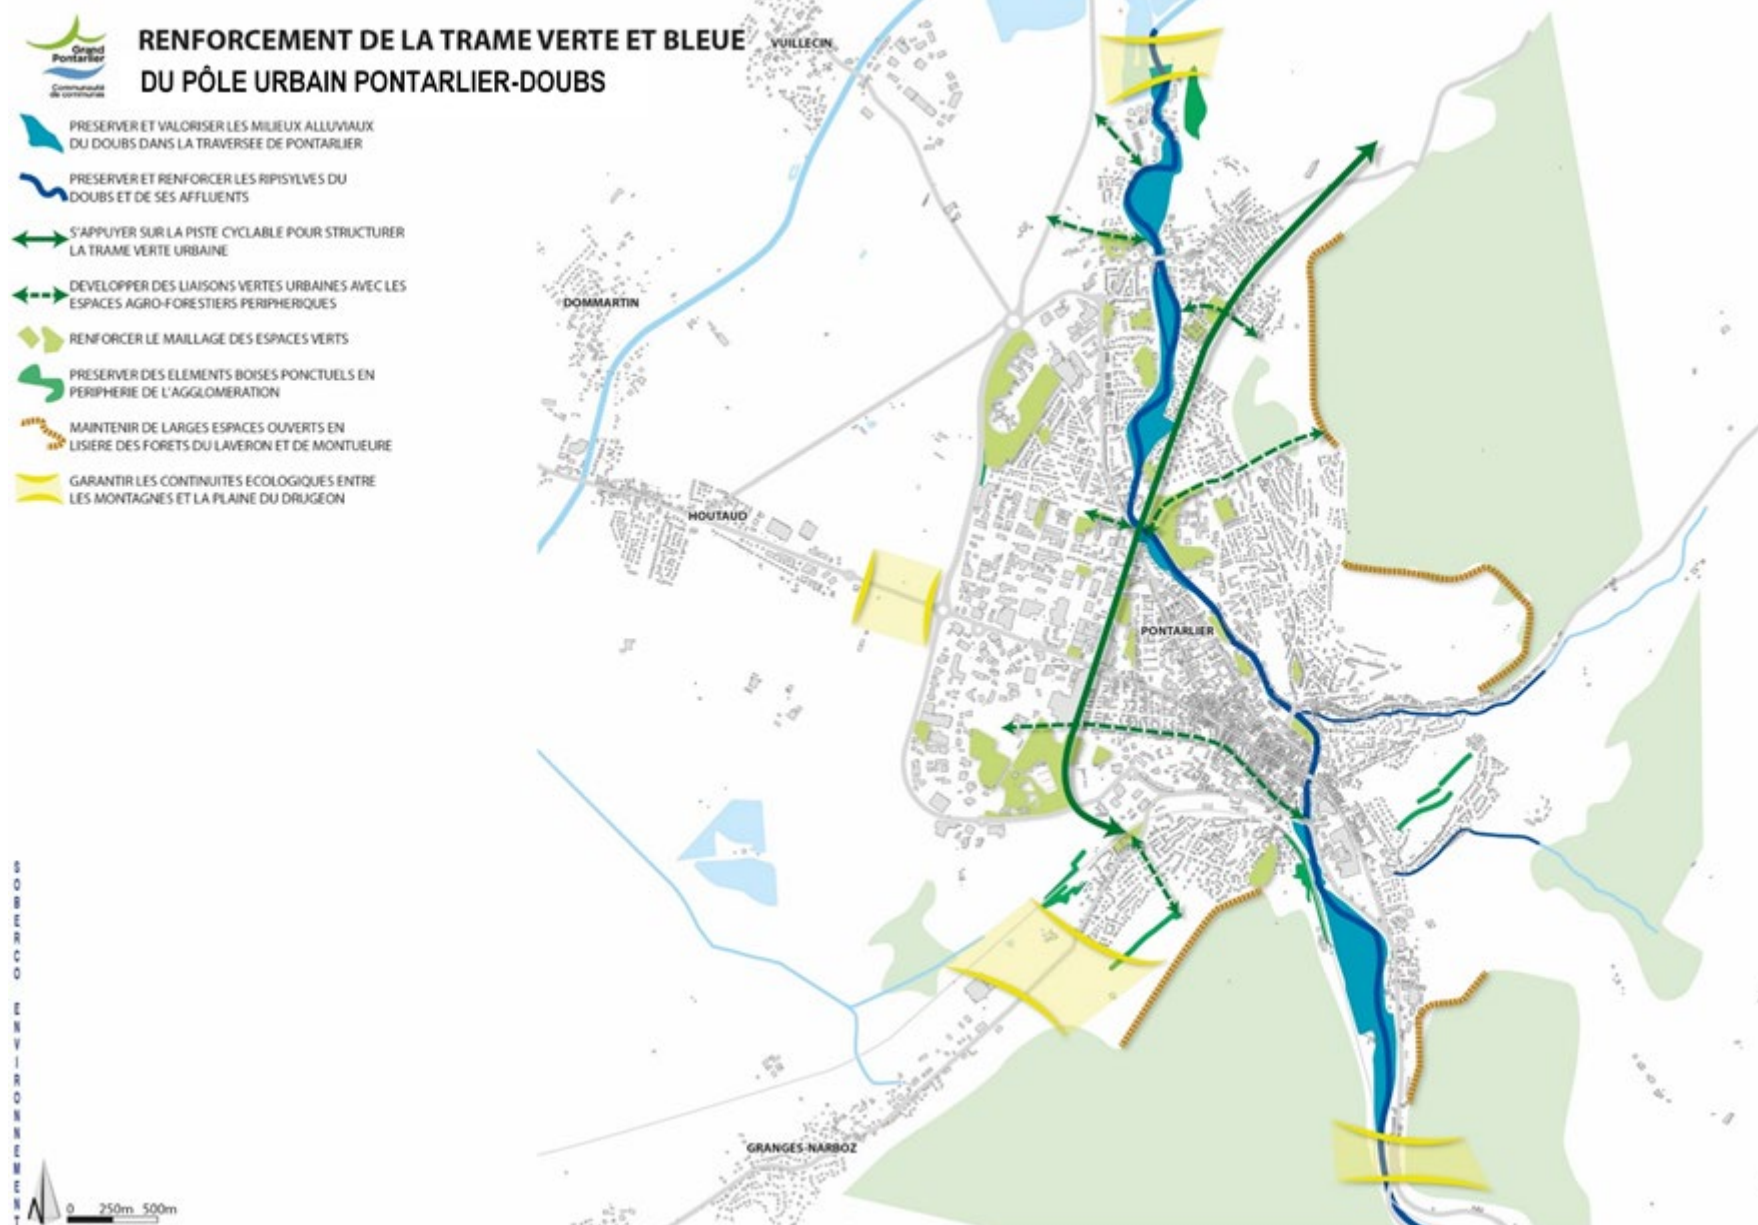 Grand
Pontarlier
Communauté
de communes
RENFORCEMENT DE LA TRAME VERTE ET BLEUE
DU PÔLE URBAIN PONTARLIER-DOUBS
PRESERVER ET VALORISER LES MILIEUX ALLUVIAUX
DU DOUBS DANS LA TRAVERSEE DE PONTARLIER
PRESERVER ET RENFORCER LES RIPISYLVES DU
DOUBS ET DE SES AFFLUENTS
S'APPUYER SUR LA PISTE CYCLABLE POUR STRUCTURER
LA TRAME VERTE URBAINE
DEVELOPPER DES LIAISONS VERTES URBAINES AVEC LES
ESPACES AGRO-FORESTIERS PERIPHERIQUES
RENFORCER LE MAILLAGE DES ESPACES VERTS
PRESERVER DES ELEMENTS BOISES PONCTUELS EN
PERIPHERIE DE L'AGGLOMERATION
MAINTENIR DE LARGES ESPACES OUVERTS EN
LISIERE DES FORETS DU LAVERON ET DE MONTUEURE
GARANTIR LES CONTINUITES ECOLOGIQUES ENTRE
LES MONTAGNES ET LA PLAINE DU DRUGEON
VUILLECIN
DOMMARTIN
HOUTAUD
PONTARLIER
GRANGES-NARBOZ
SOBERCO ENVIRONNEMENT
N
0 250m 500m